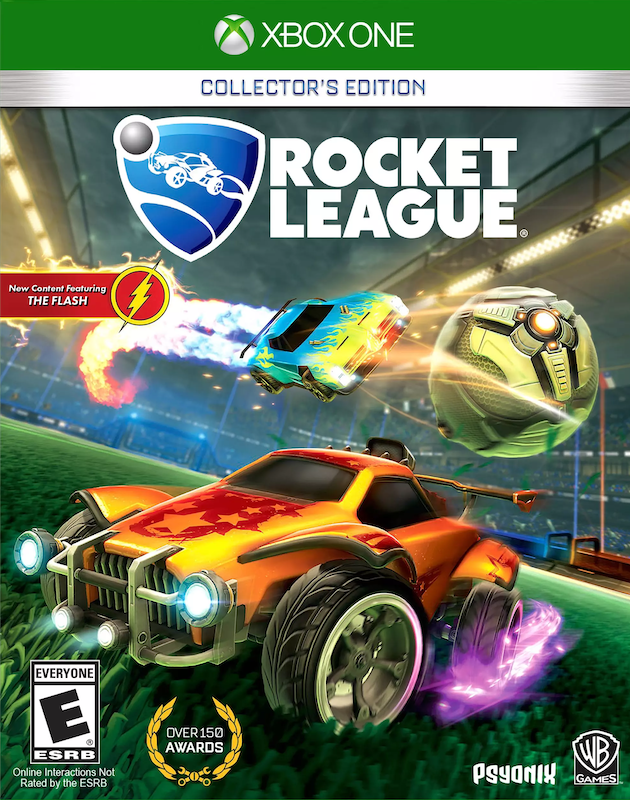 XBOX ONE
COLLECTOR'S EDITION
ROCKET
LEAGUE®
New Content Featuring
THE FLASH
EVERYONE
E
®
ESRB
Online Interactions Not
Rated by the ESRB
OVER 150
AWARDS
PSYONIX
WB
GAMES